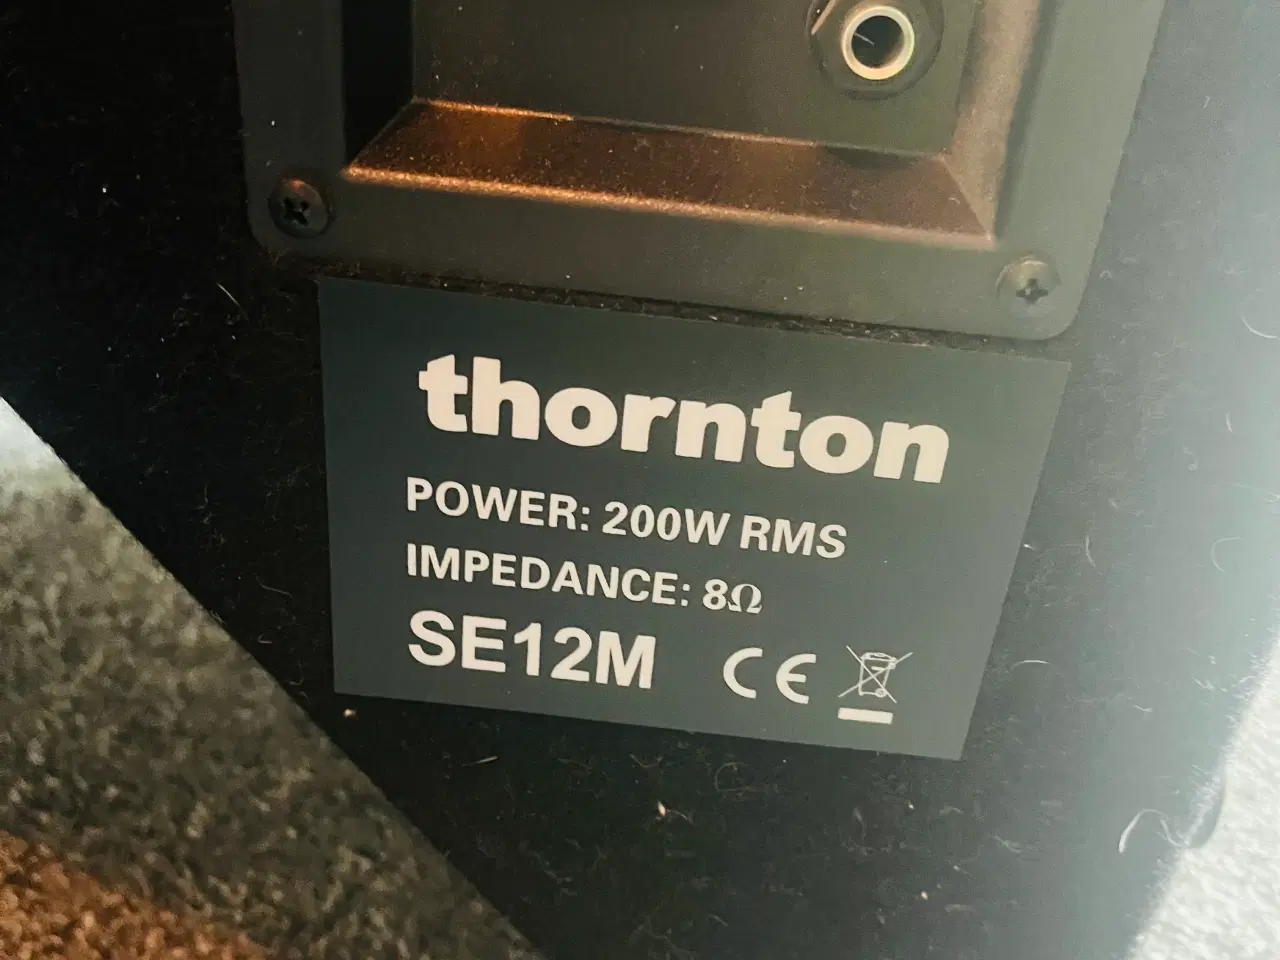 thornton
POWER: 200W RMS
IMPEDANCE: 8Ω
SE12M CE